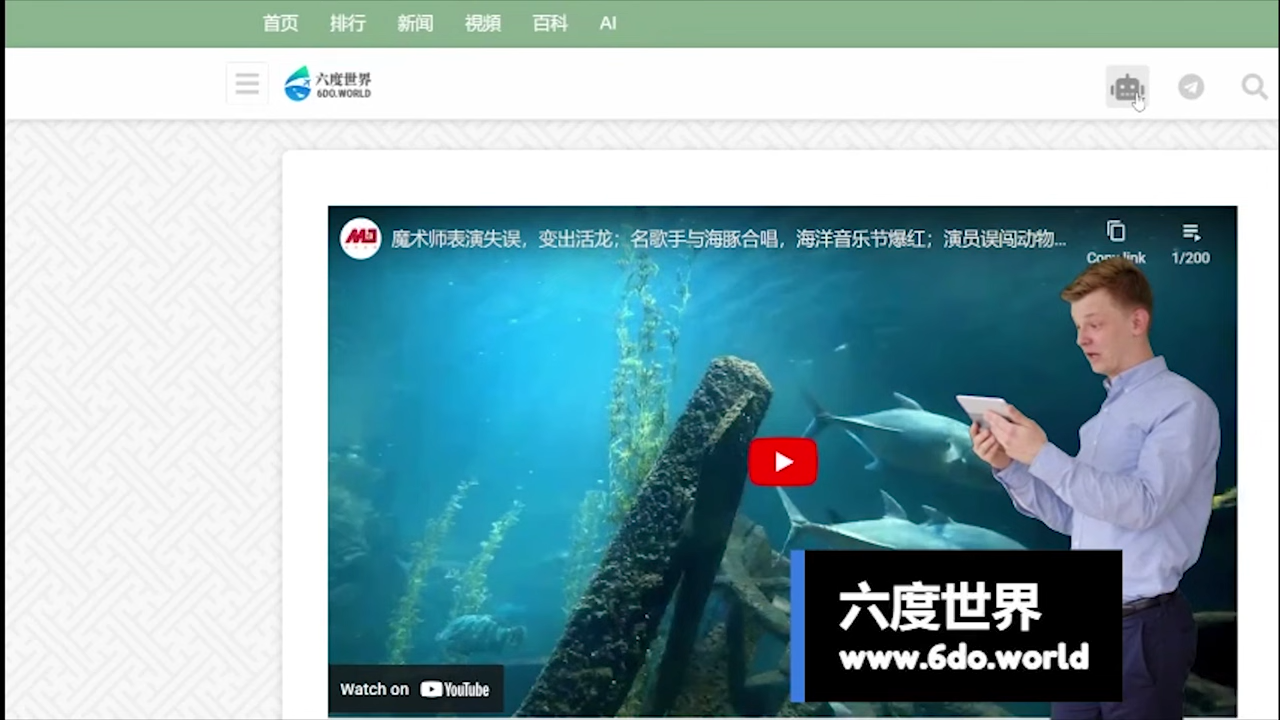 首页 排行 新闻 視頻 百科 AI
六度世界
6DO.WORLD
魔术师表演失误，变出活龙；名歌手与海豚合唱，海洋音乐节爆红；演员误闯动物...
Copy link
1/200
Watch on YouTube
六度世界
www.6do.world